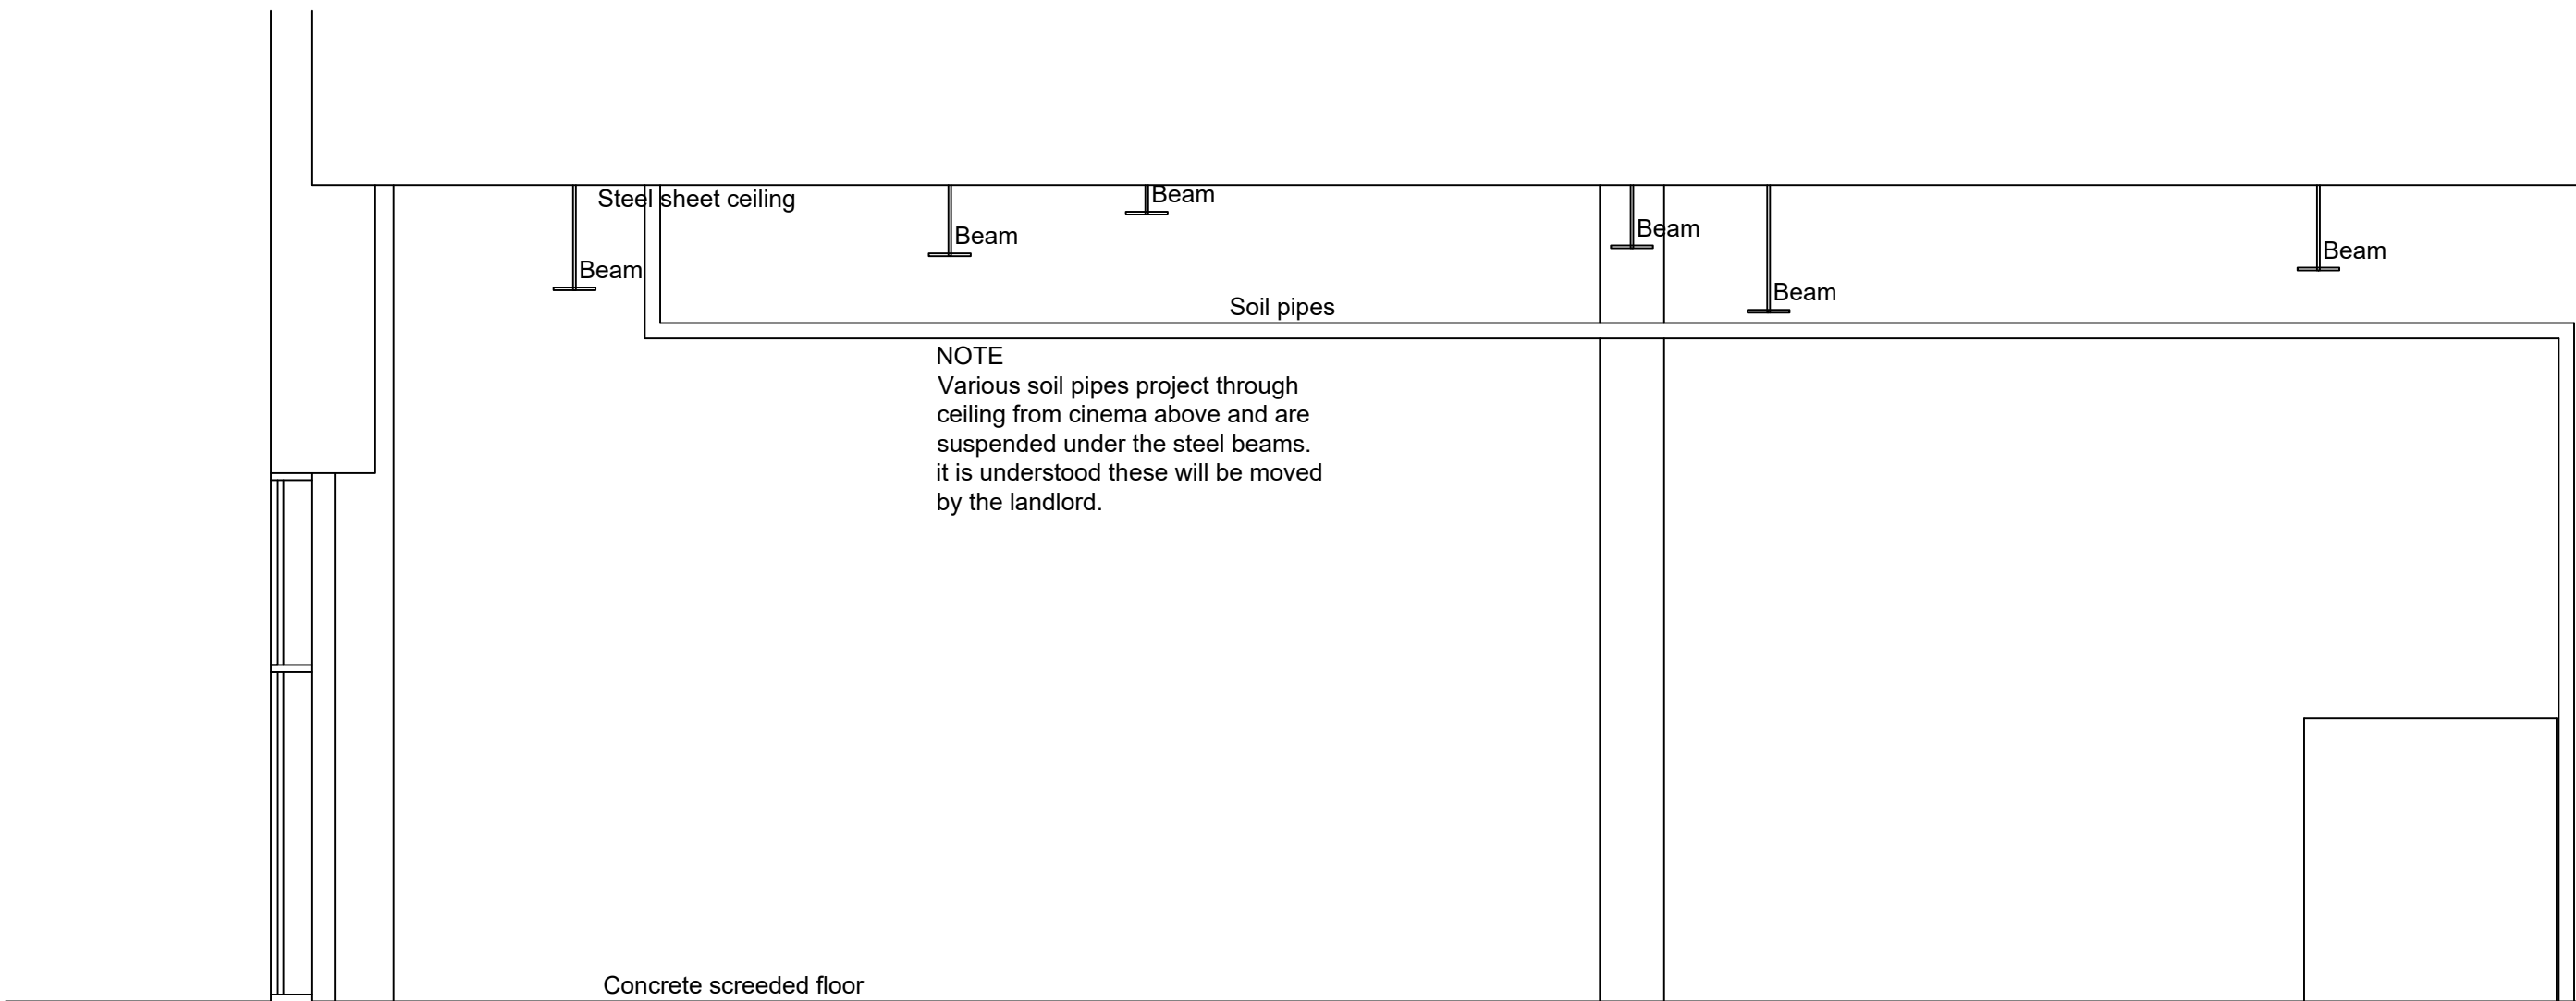 Steel sheet ceiling
Beam
Beam
Beam
Beam
Beam
Beam
Soil pipes
NOTE
Various soil pipes project through
ceiling from cinema above and are
suspended under the steel beams.
it is understood these will be moved
by the landlord.
Concrete screeded floor